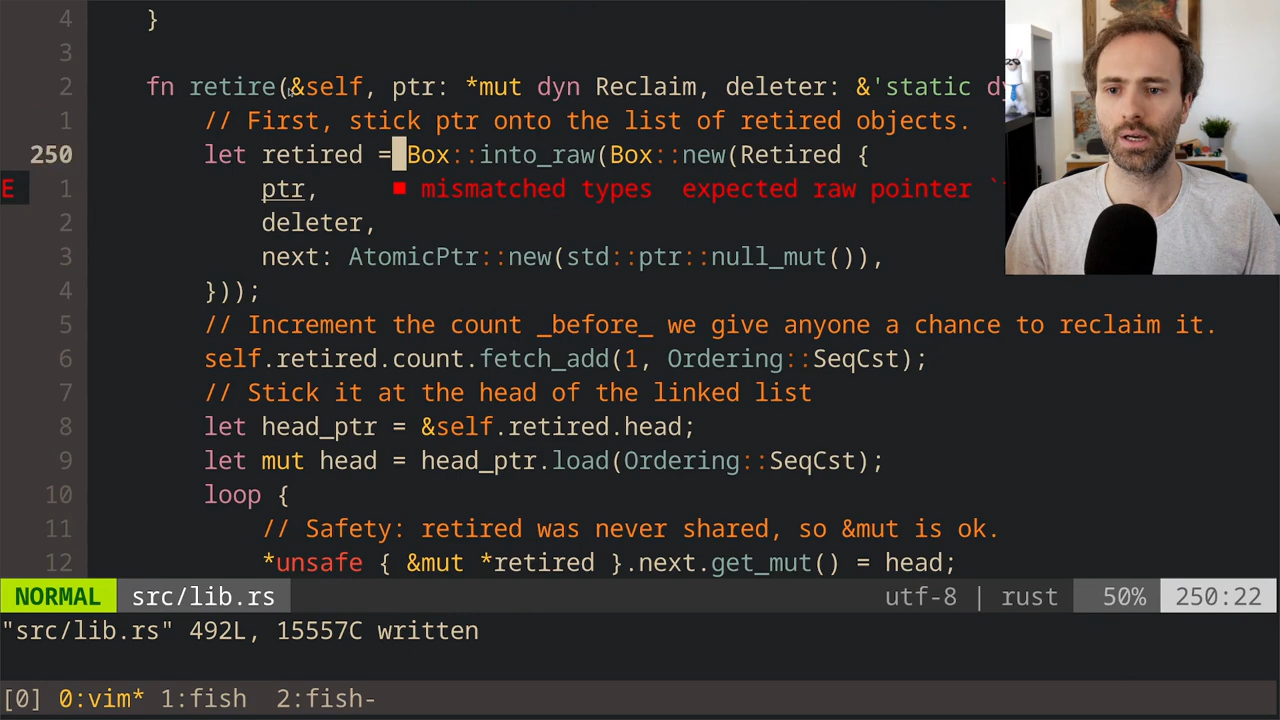 4 }
3
2 fn retire(&self, ptr: *mut dyn Reclaim, deleter: &'static
1 // First, stick ptr onto the list of retired objects.
250 let retired = Box::into_raw(Box::new(Retired {
E 1 ptr, ■ mismatched types expected raw pointer `
2 deleter,
3 next: AtomicPtr::new(std::ptr::null_mut()),
4 }));
5 // Increment the count _before_ we give anyone a chance to reclaim it.
6 self.retired.count.fetch_add(1, Ordering::SeqCst);
7 // Stick it at the head of the linked list
8 let head_ptr = &self.retired.head;
9 let mut head = head_ptr.load(Ordering::SeqCst);
10 loop {
11 // Safety: retired was never shared, so &mut is ok.
12 *unsafe { &mut *retired }.next.get_mut() = head;
NORMAL src/lib.rs utf-8 | rust 50% 250:22
"src/lib.rs" 492L, 15557C written
[0] 0:vim* 1:fish 2:fish-